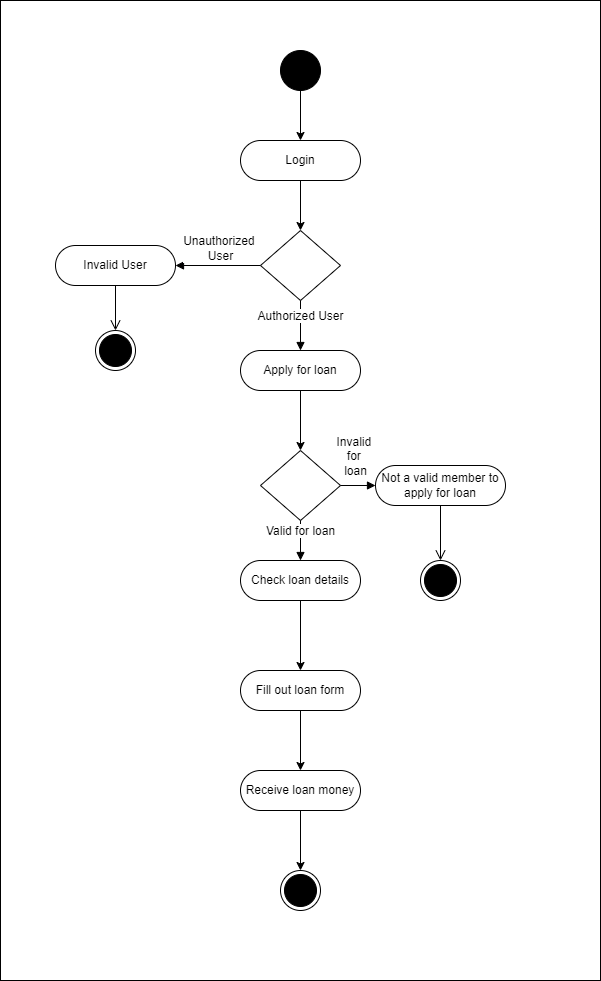 Login
Unauthorized
User
Invalid User
Authorized User
Apply for loan
Invalid
for
loan
Not a valid member to
apply for loan
Valid for loan
Check loan details
Fill out loan form
Receive loan money